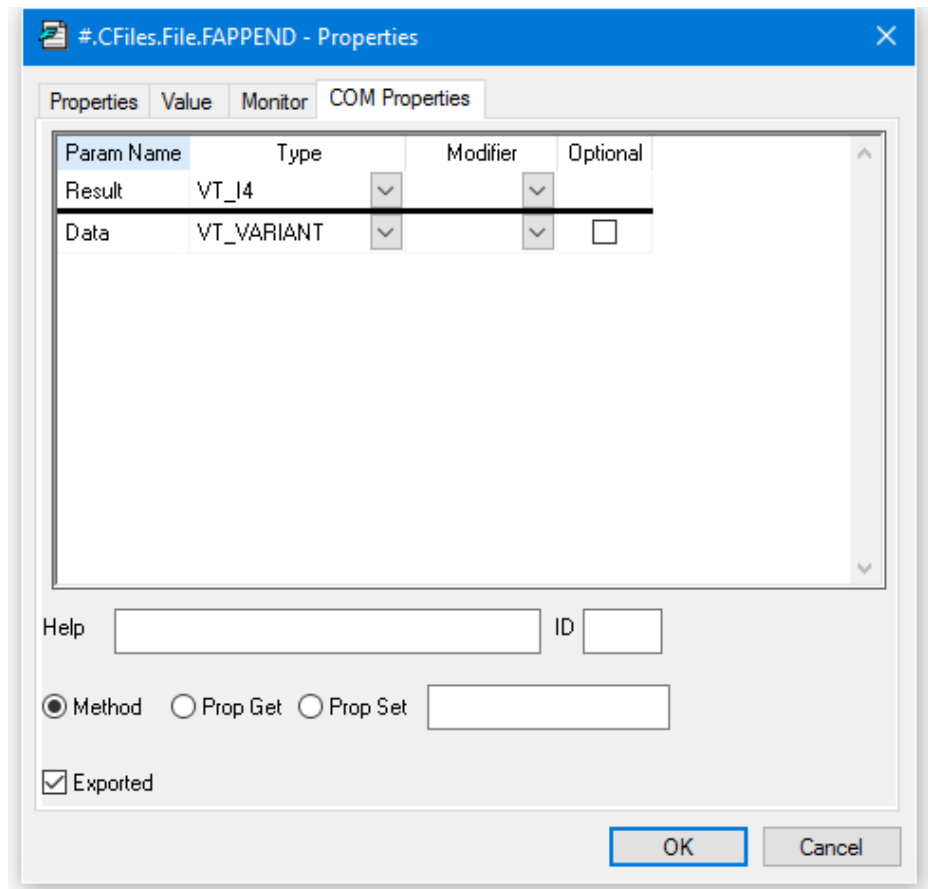 #.CFiles.File.FAPPEND - Properties
Properties Value Monitor COM Properties
Param Name Type Modifier Optional
Result VT_I4
Data VT_VARIANT
Help ID
Method Prop Get Prop Set
Exported
OK Cancel